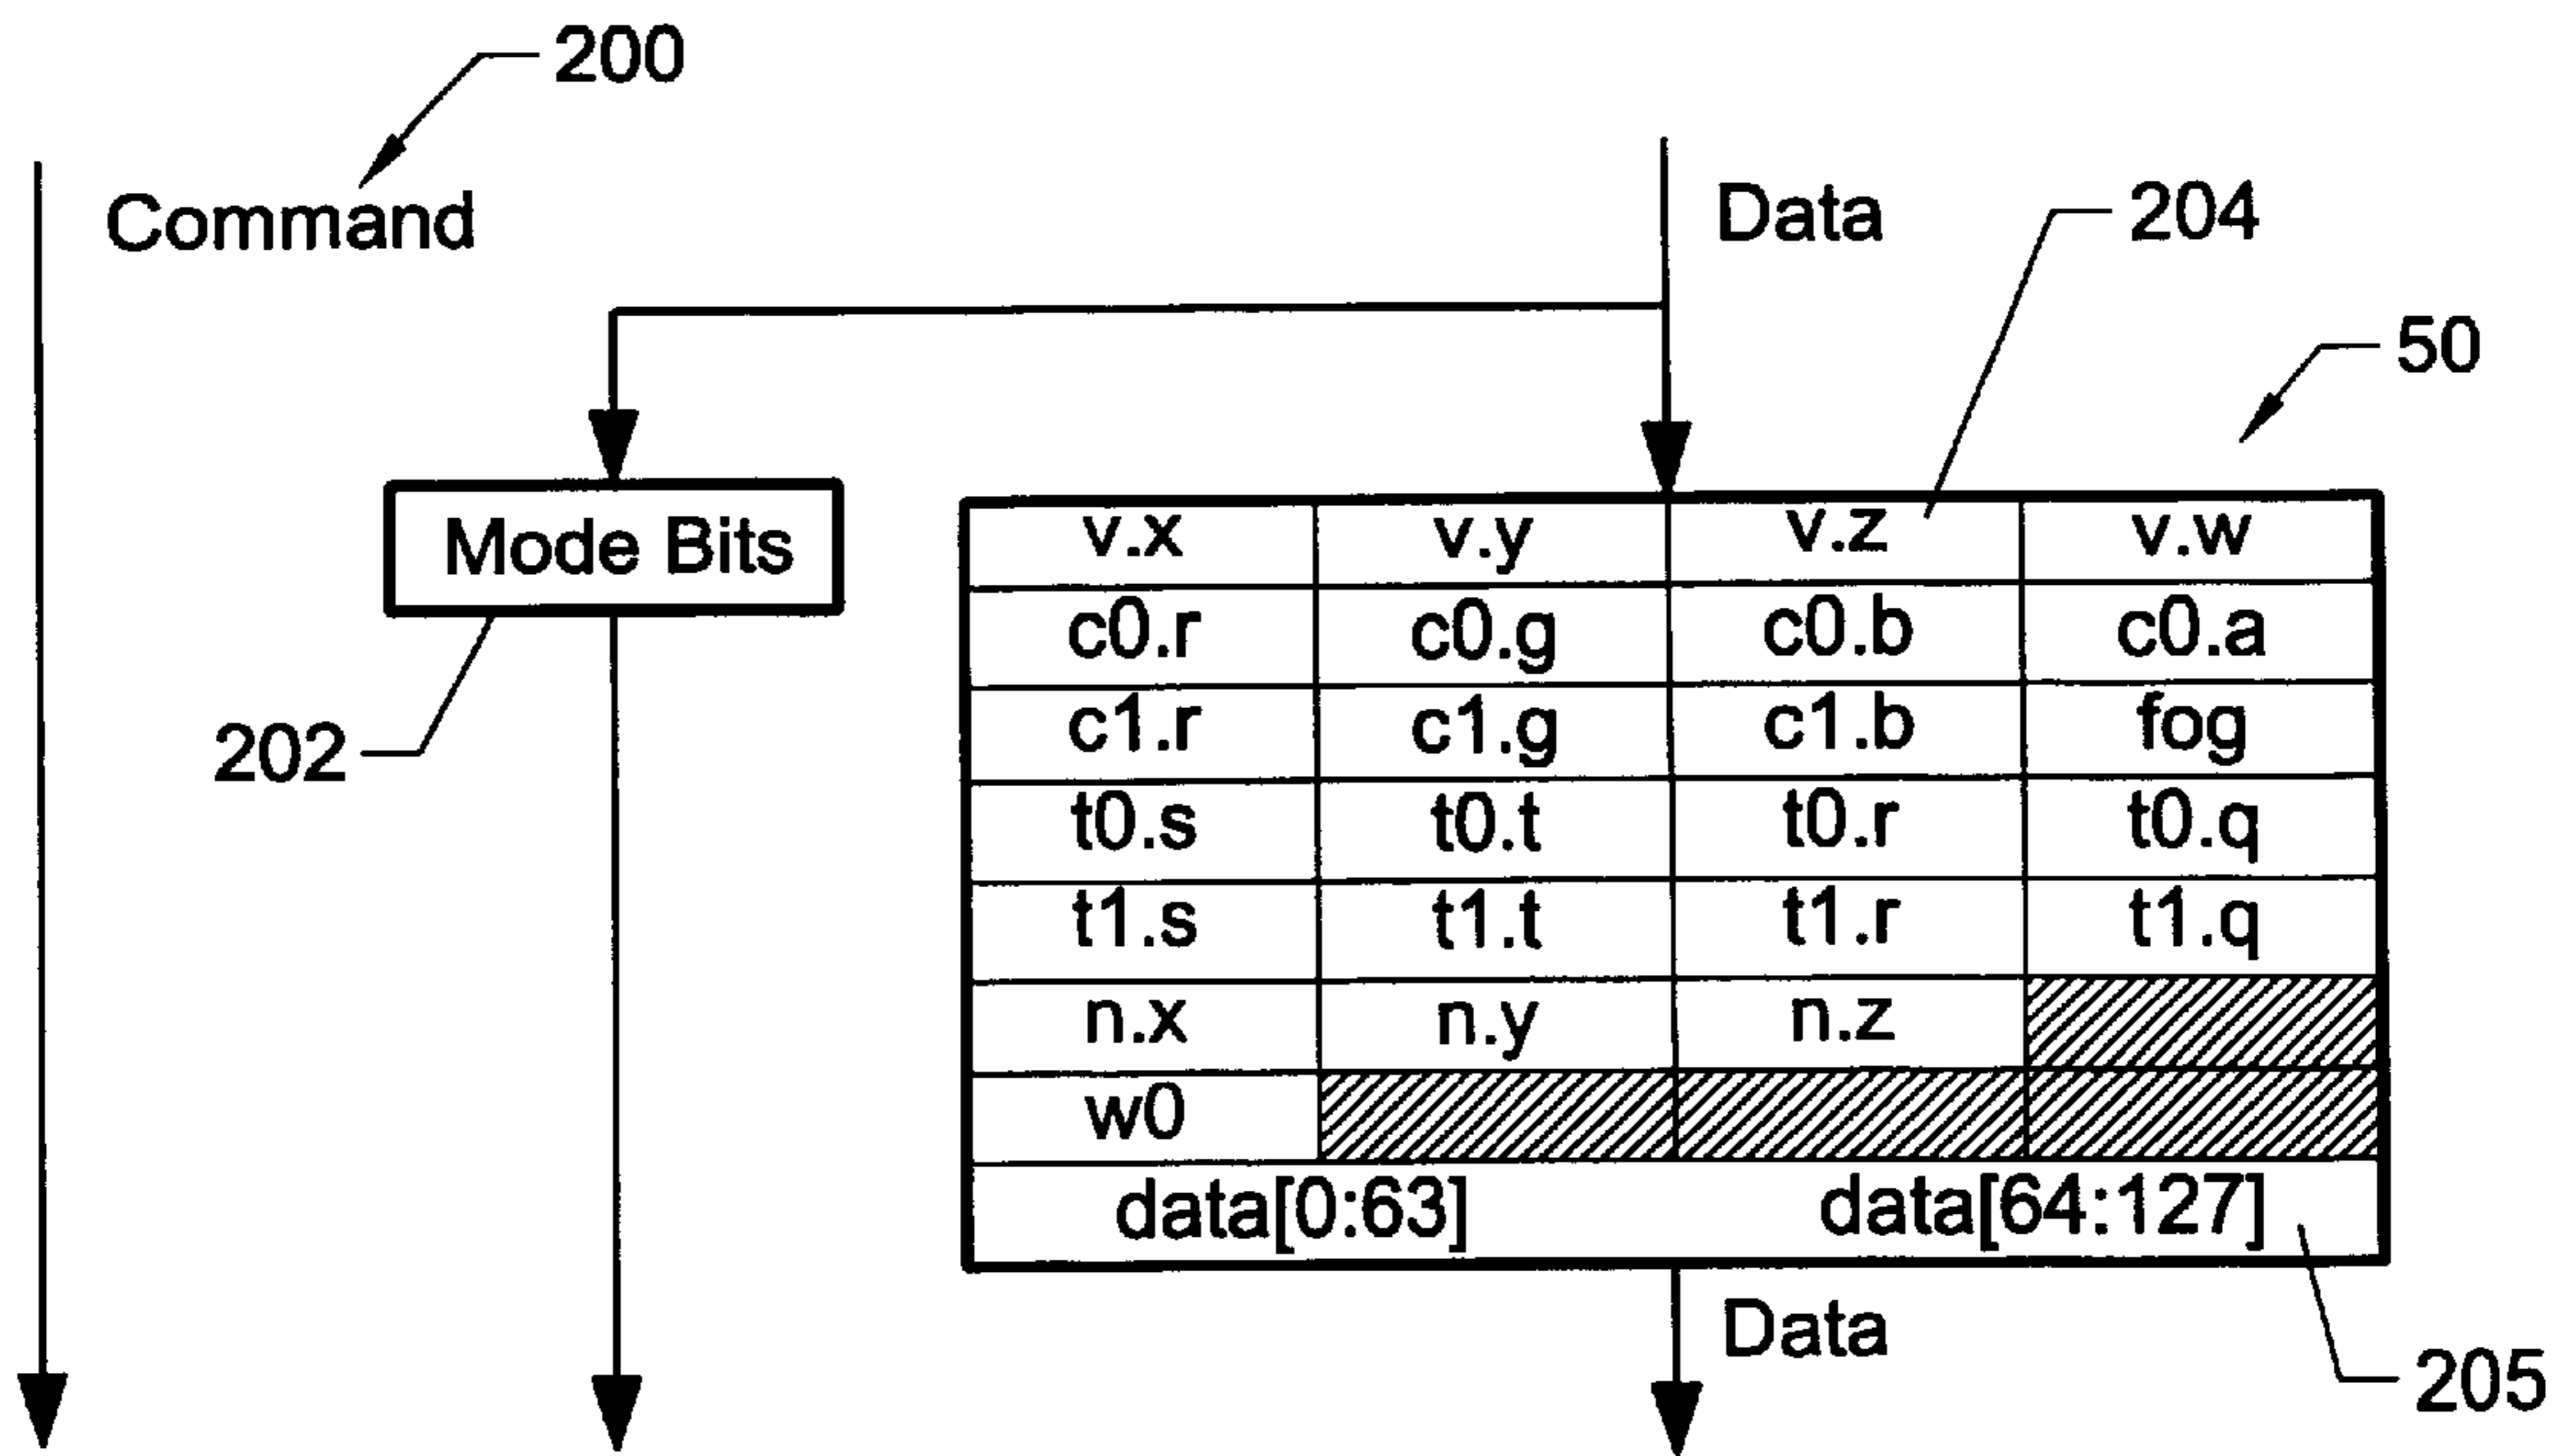 200
Command
Data
204
50
Mode Bits
202
v.x v.y v.z v.w
c0.r c0.g c0.b c0.a
c1.r c1.g c1.b fog
t0.s t0.t t0.r t0.q
t1.s t1.t t1.r t1.q
n.x n.y n.z
w0
data[0:63] data[64:127]
Data
205